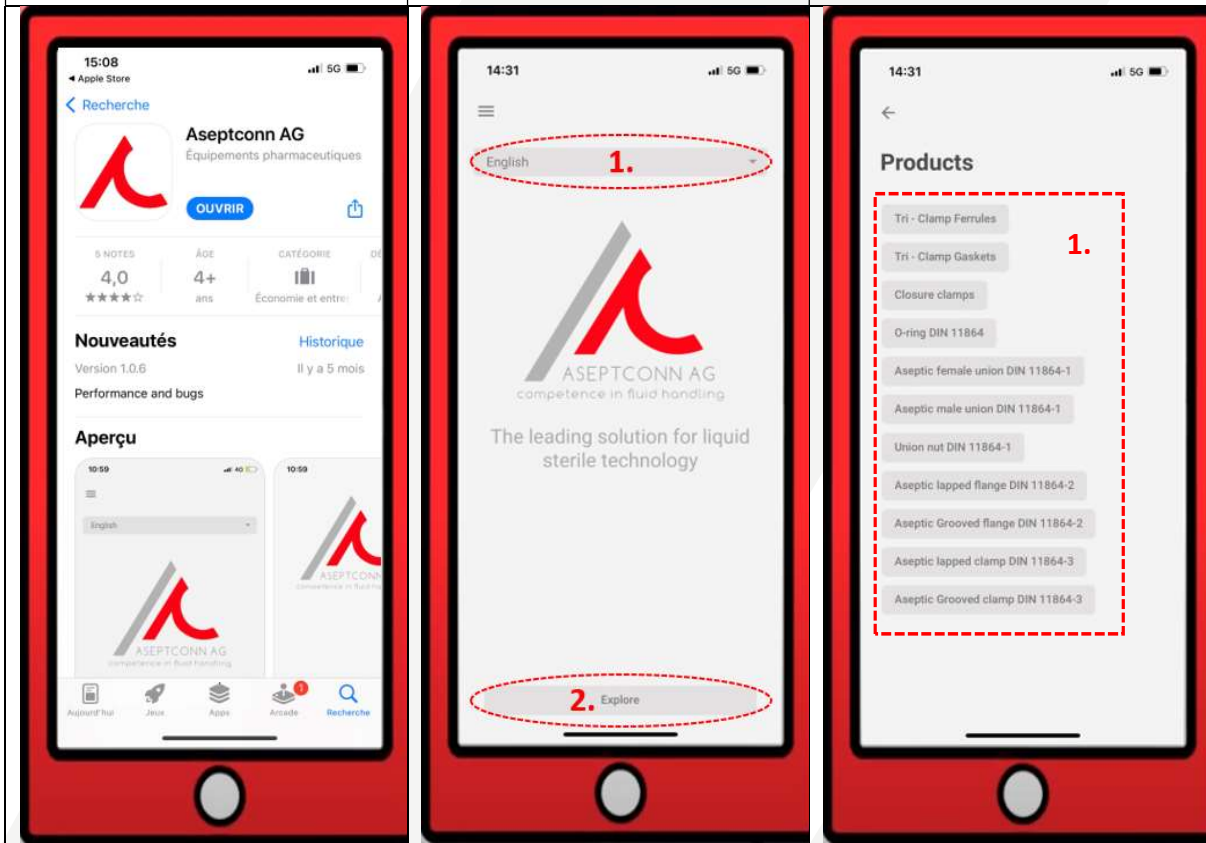 15:08
5G
Apple Store
Recherche
Aseptconn AG
Équipements pharmaceutiques
OUVRIR
5 NOTES
ÂGE
CATÉGORIE
4,0
4+
ans
Économie et entre
Nouveautés
Historique
Version 1.0.6
Il y a 5 mois
Performance and bugs
Aperçu
10:59
4G
English
ASEPTCONN AG
competence in fluid handling
10:59
ASEPTCONN
Aujourd'hui
Jeux
Apps
Arcade
1
Recherche
14:31
5G
English
1.
ASEPTCONN AG
competence in fluid handling
The leading solution for liquid
sterile technology
2.
Explore
14:31
5G
Products
1.
Tri - Clamp Ferrules
Tri - Clamp Gaskets
Closure clamps
O-ring DIN 11864
Aseptic female union DIN 11864-1
Aseptic male union DIN 11864-1
Union nut DIN 11864-1
Aseptic lapped flange DIN 11864-2
Aseptic Grooved flange DIN 11864-2
Aseptic lapped clamp DIN 11864-3
Aseptic Grooved clamp DIN 11864-3